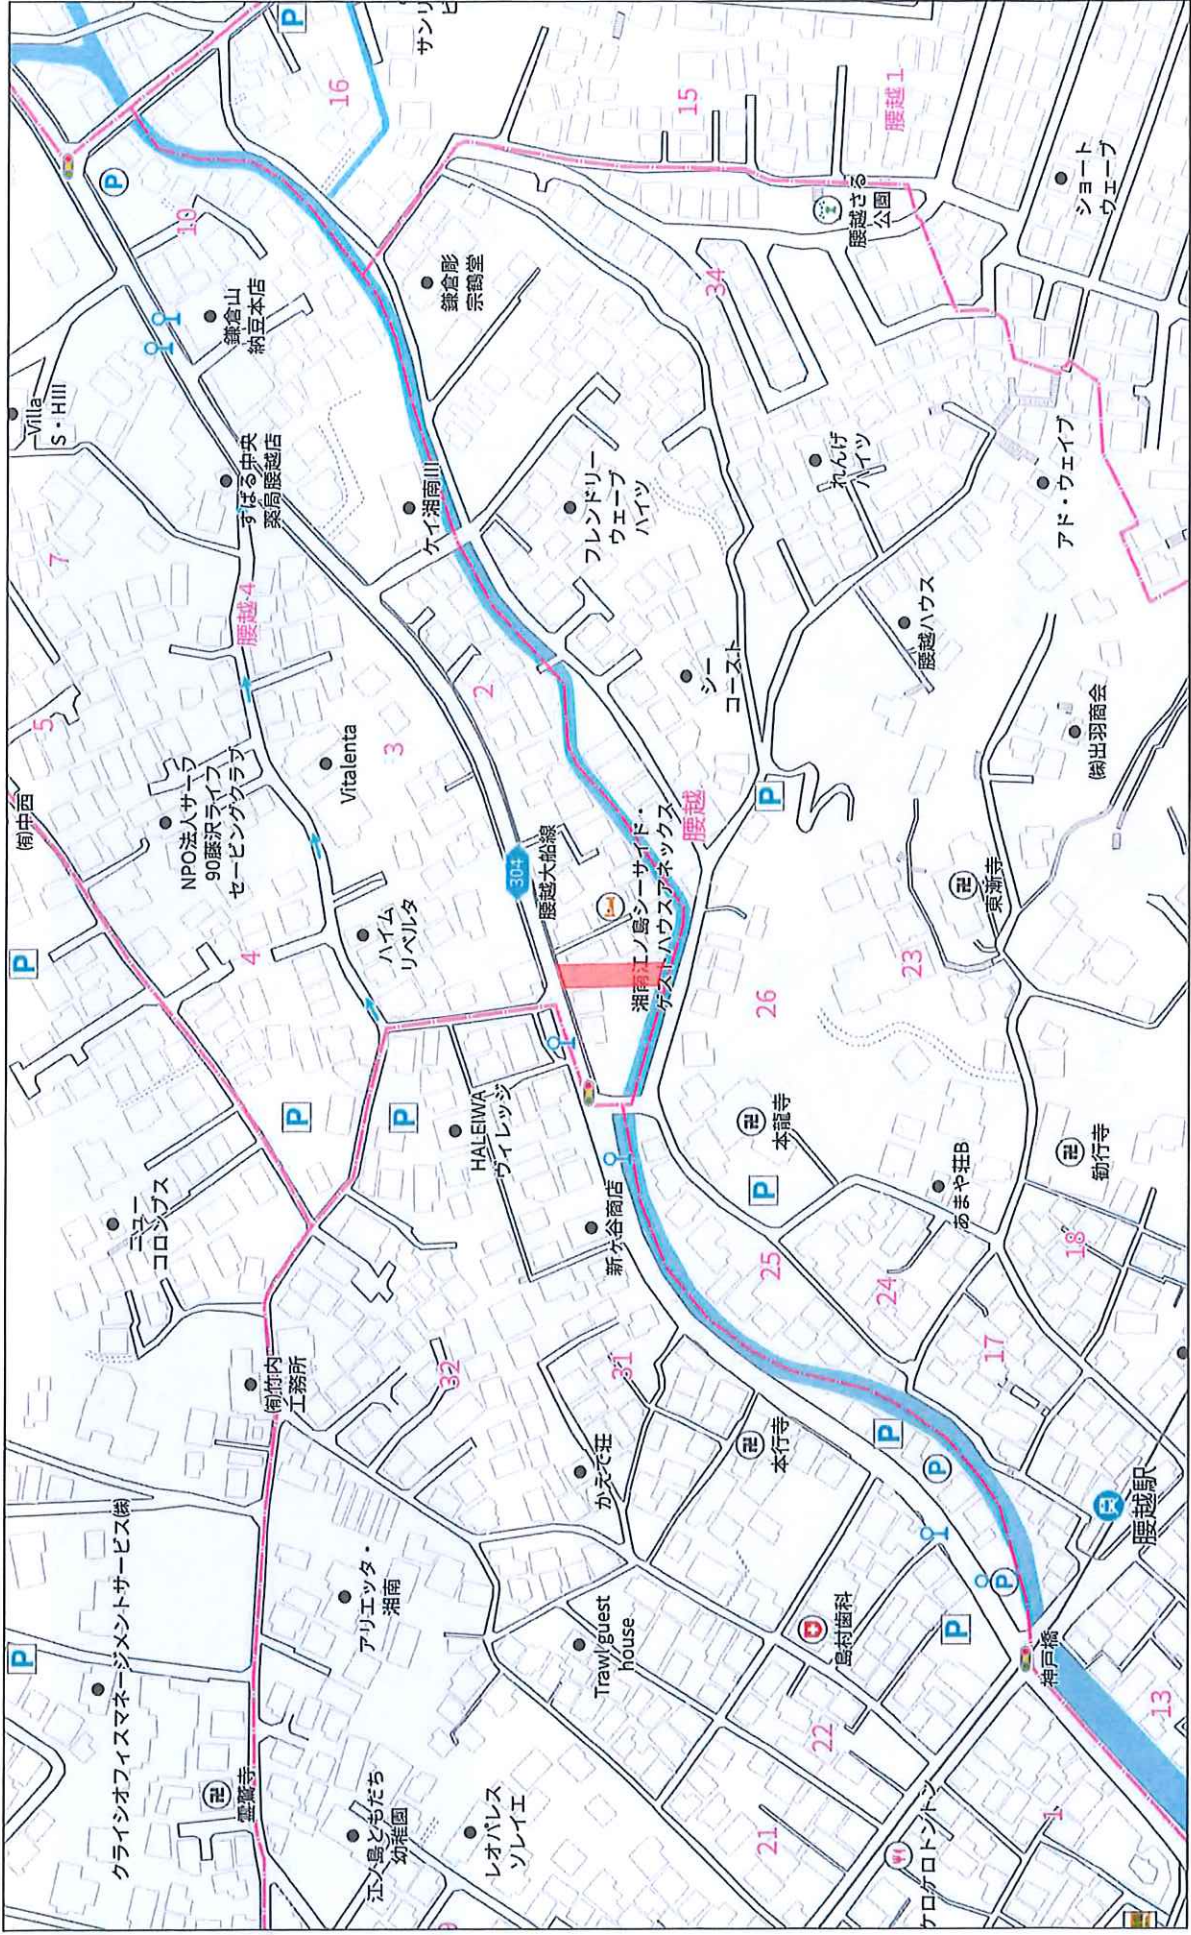 P
P
(有)中西
5
Villa
S・Hill
7
クライシオフィスマネージメントサービス(株)
ニュー
コロンブス
NPO法人サーフ
90藤沢ライフ
セービングクラブ
P
10
霊鷲寺
(有)竹内
工務所
4
腰越 4
すばる中央
薬局腰越店
鎌倉山
納豆本店
P
P
Vitalenta
16
P
江ノ島ともだち
幼稚園
アリエッタ・
湘南
ハイム
リベルタ
3
ケイ湘南川
サンリ
ビ
32
HALEIWA
ヴィレッジ
2
鎌倉彫
宗鶴堂
レオパレス
ソレイエ
304
腰越大船線
Trawl guest
house
かえで荘
31
新ヶ谷商店
湘南江ノ島シーサイド・
ゲストハウスアネックス
フレンドリー
ウェーブ
ハイツ
15
腰越
シー
コースト
34
21
22
島村歯科
本行寺
25
P
本龍寺
26
P
れんげ
ハイツ
腰越さる
公園
腰越 1
ケロケロトントン
P
P
P
24
あまや荘B
23
腰越ハウス
17
東漸寺
神戸橋
P
1
18
勧行寺
(株)出羽商会
アド・ウェイブ
ショート
ウェーブ
13
腰越駅